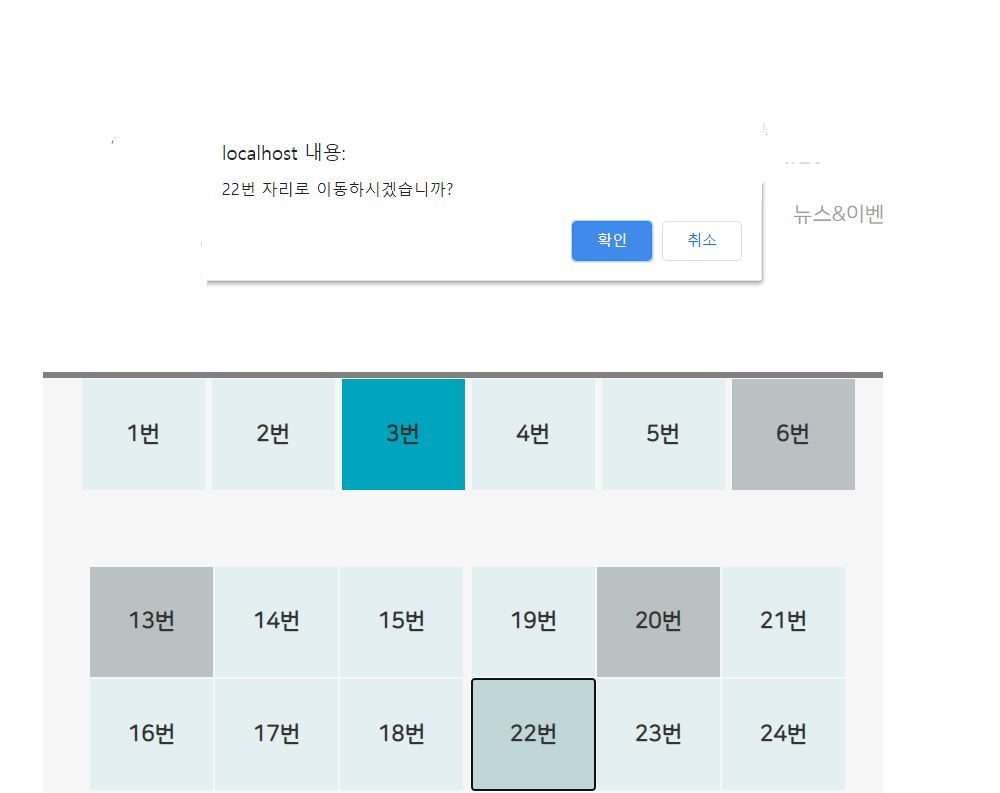 localhost 내용:
22번 자리로 이동하시겠습니까?
확인 취소
뉴스&이벤
1번 2번 3번 4번 5번 6번
13번 14번 15번 19번 20번 21번
16번 17번 18번 22번 23번 24번